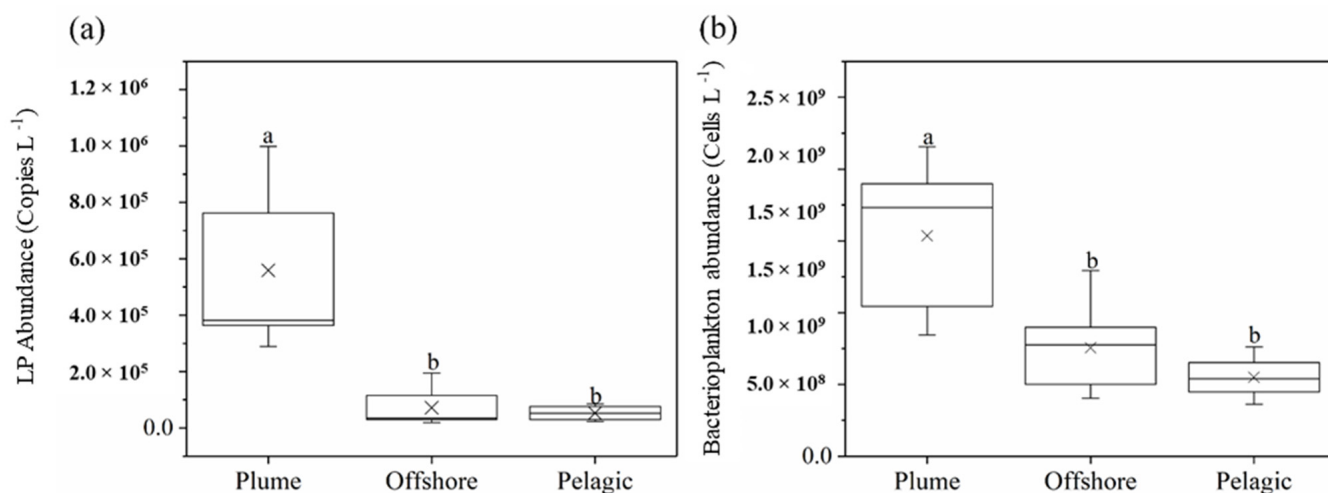 (a)
LP Abundance (Copies L ⁻¹)
1.2 × 10⁶
1.0 × 10⁶
8.0 × 10⁵
6.0 × 10⁵
4.0 × 10⁵
2.0 × 10⁵
0.0
a
b
b
Plume Offshore Pelagic
(b)
Bacterioplankton abundance (Cells L ⁻¹)
2.5 × 10⁹
2.0 × 10⁹
1.5 × 10⁹
1.5 × 10⁹
1.0 × 10⁹
5.0 × 10⁸
0.0
a
b
b
Plume Offshore Pelagic